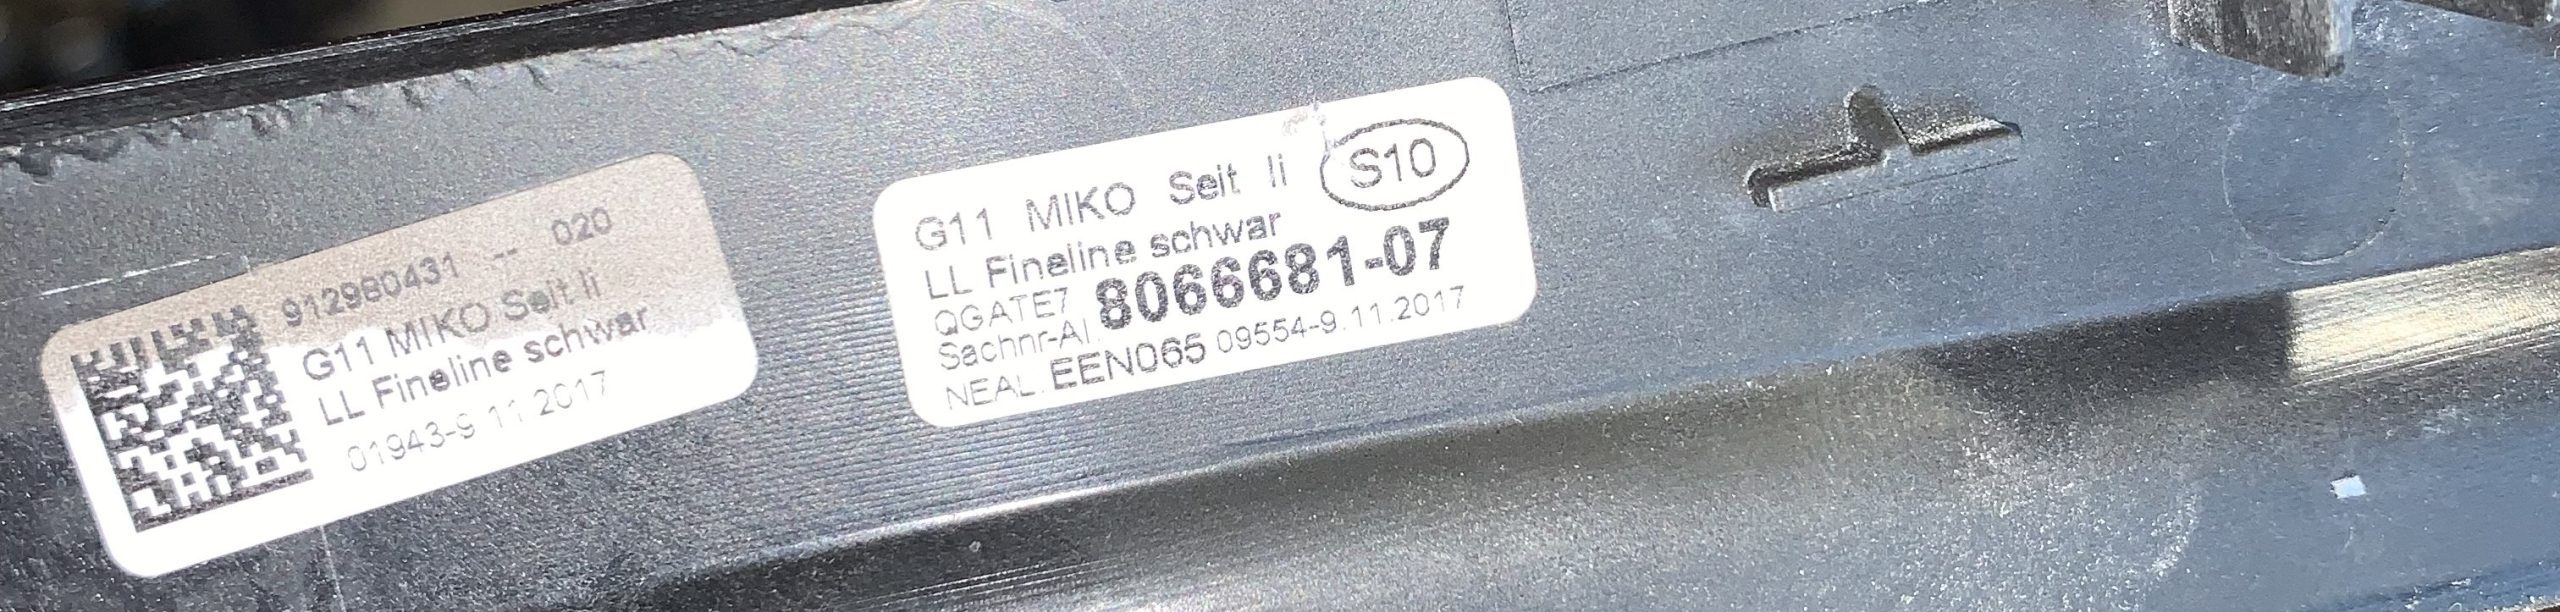 912980431 -- 020
G11 MIKO Seit li
LL Fineline schwar
01943-9.11.2017
G11 MIKO Seit li S10
LL Fineline schwar
QGATE7
Sachnr-AI. 8066681-07
NEAL. EEN065 09554-9.11.2017